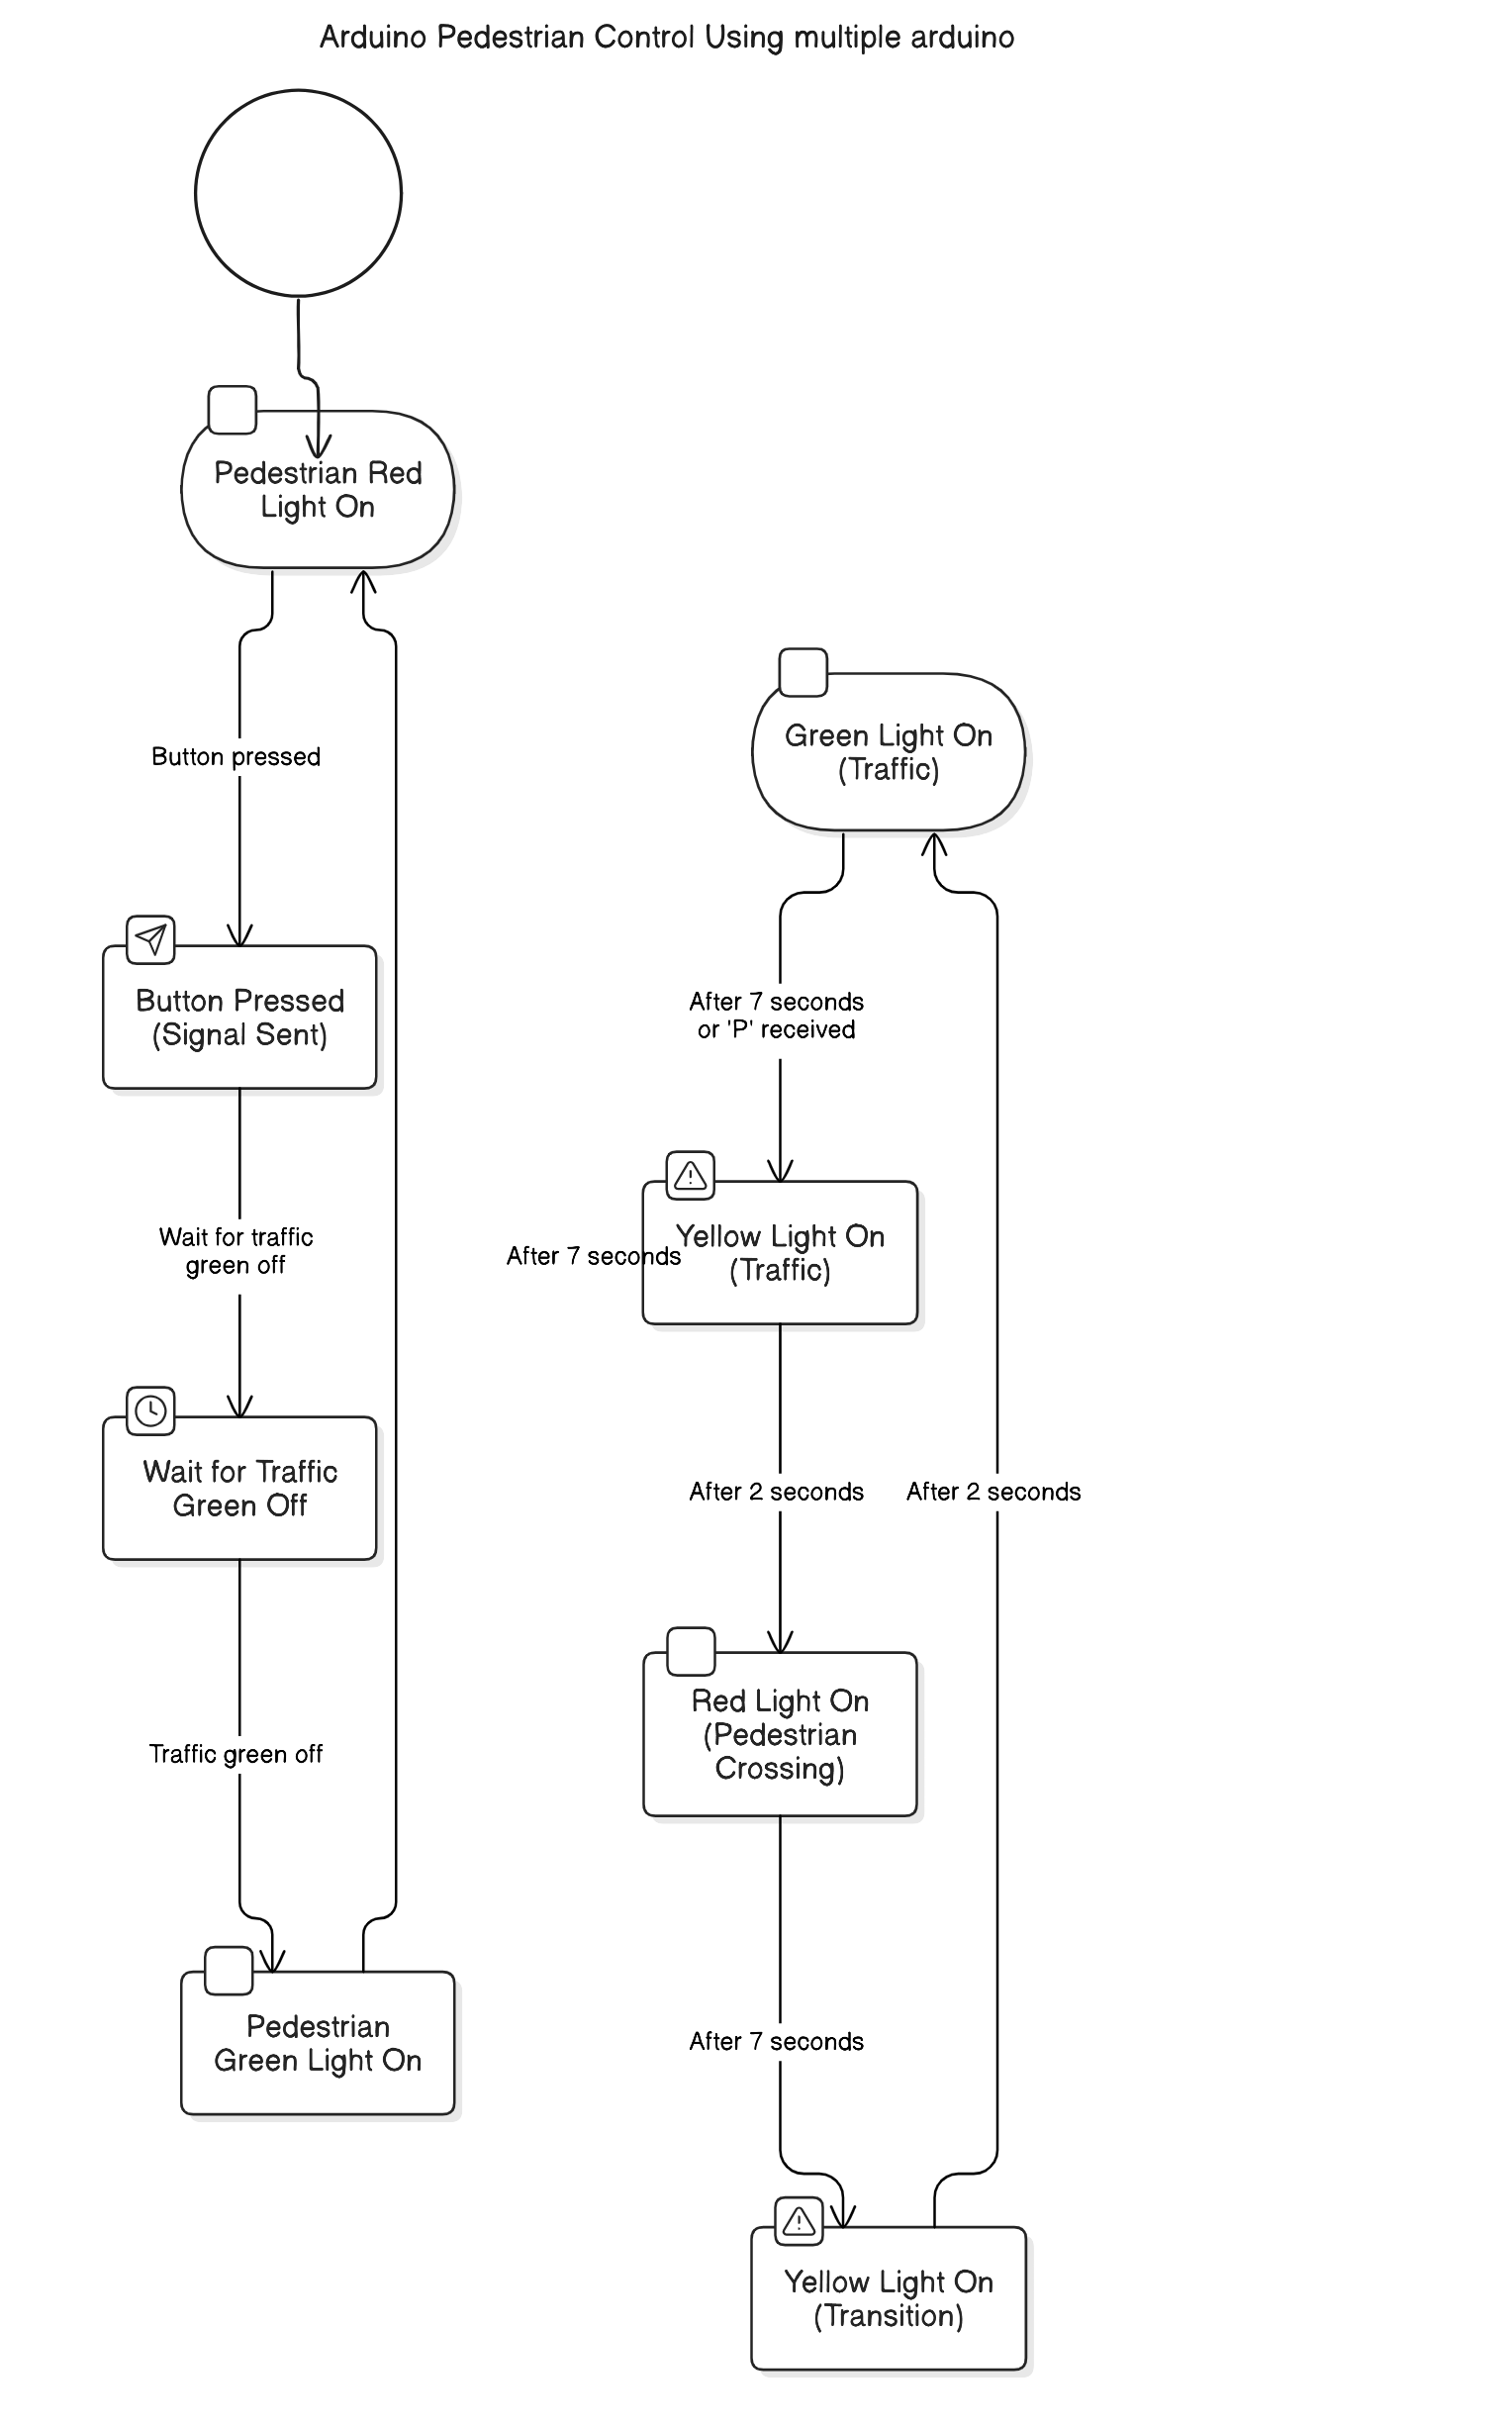 Arduino Pedestrian Control Using multiple arduino
Pedestrian Red
Light On
Button pressed
Button Pressed
(Signal Sent)
Wait for traffic
green off
Wait for Traffic
Green Off
Traffic green off
Pedestrian
Green Light On
Green Light On
(Traffic)
After 7 seconds
or 'P' received
After 7 seconds
Yellow Light On
(Traffic)
After 2 seconds
After 2 seconds
Red Light On
(Pedestrian
Crossing)
After 7 seconds
Yellow Light On
(Transition)